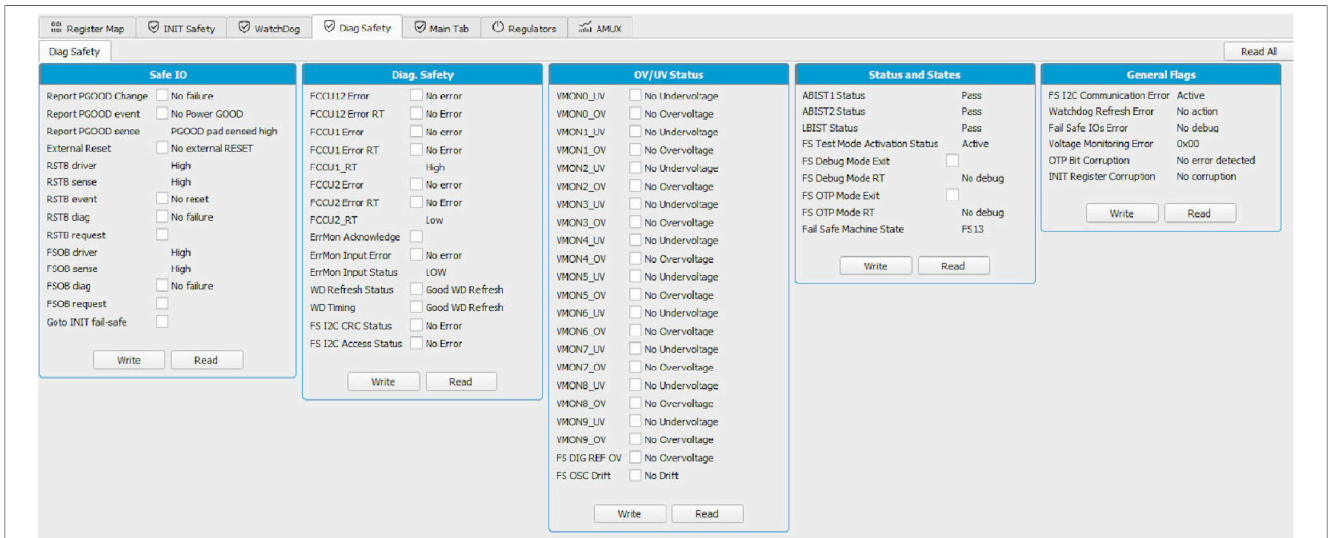 Register Map INIT Safety WatchDog Diag Safety Main Tab Regulators AMUX
Diag Safety Read All
Safe IO
Report PGOOD Change No failure
Report PGOOD event No Power GOOD
Report PGOOD sence PGOOD pad sensed high
External Reset No external RESET
RSTB driver High
RSTB sense High
RSTB event No reset
RSTB diag No failure
RSTB request
FSOB driver High
FSOB sense High
FSOB diag No failure
FSOB request
Goto INIT fail-safe
Write Read
Diag. Safety
FCCU12 Error No error
FCCU12 Error RT No Error
FCCU1 Error No error
FCCU1 Error RT No Error
FCCU1_RT High
FCCU2 Error No error
FCCU2 Error RT No Error
FCCU2_RT Low
ErrMon Acknowledge
ErrMon Input Error No error
ErrMon Input Status LOW
WD Refresh Status Good WD Refresh
WD Timing Good WD Refresh
FS I2C CRC Status No Error
FS I2C Access Status No Error
Write Read
OV/UV Status
VMON0_UV No Undervoltage
VMON0_OV No Overvoltage
VMON1_UV No Undervoltage
VMON1_OV No Overvoltage
VMON2_UV No Undervoltage
VMON2_OV No Overvoltage
VMON3_UV No Undervoltage
VMON3_OV No Overvoltage
VMON4_UV No Undervoltage
VMON4_OV No Overvoltage
VMON5_UV No Undervoltage
VMON5_OV No Overvoltage
VMON6_UV No Undervoltage
VMON6_OV No Overvoltage
VMON7_UV No Undervoltage
VMON7_OV No Overvoltage
VMON8_UV No Undervoltage
VMON8_OV No Overvoltage
VMON9_UV No Undervoltage
VMON9_OV No Overvoltage
FS DIG REF OV No Overvoltage
FS OSC Drift No Drift
Write Read
Status and States
ABIST1 Status Pass
ABIST2 Status Pass
LBIST Status Pass
FS Test Mode Activation Status Active
FS Debug Mode Exit
FS Debug Mode RT No debug
FS OTP Mode Exit
FS OTP Mode RT No debug
Fail Safe Machine State FS13
Write Read
General Flags
FS I2C Communication Error Active
Watchdog Refresh Error No action
Fail Safe IOs Error No debug
Voltage Monitoring Error 0x00
OTP Bit Corruption No error detected
INIT Register Corruption No corruption
Write Read